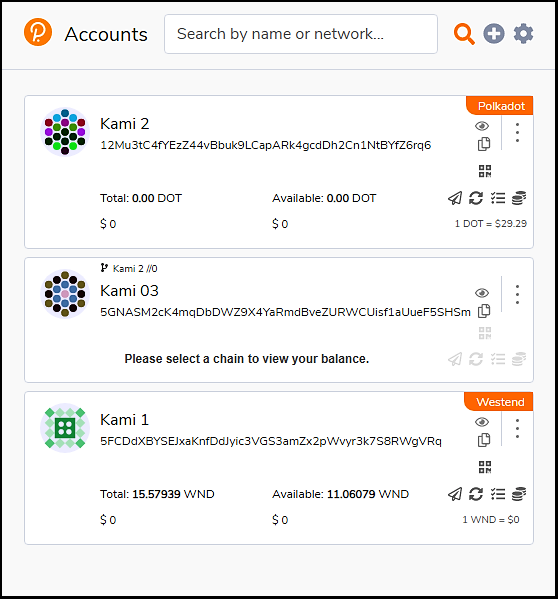 Accounts
Search by name or network...
Polkadot
Kami 2
12Mu3tC4fYEzZ44vBbuk9LCapARk4gcdDh2Cn1NtBYfZ6rq6
Total: 0.00 DOT Available: 0.00 DOT
$ 0 $ 0 1 DOT = $29.29
Kami 2 //0
Kami 03
5GNASM2cK4mqDbDWZ9X4YaRmdBveZURWCUisf1aUueF5SHSm
Please select a chain to view your balance.
Westend
Kami 1
5FCDdXBYSEJxaKnfDdJyic3VGS3amZx2pWvyr3k7S8RWgVRq
Total: 15.57939 WND Available: 11.06079 WND
$ 0 $ 0 1 WND = $0